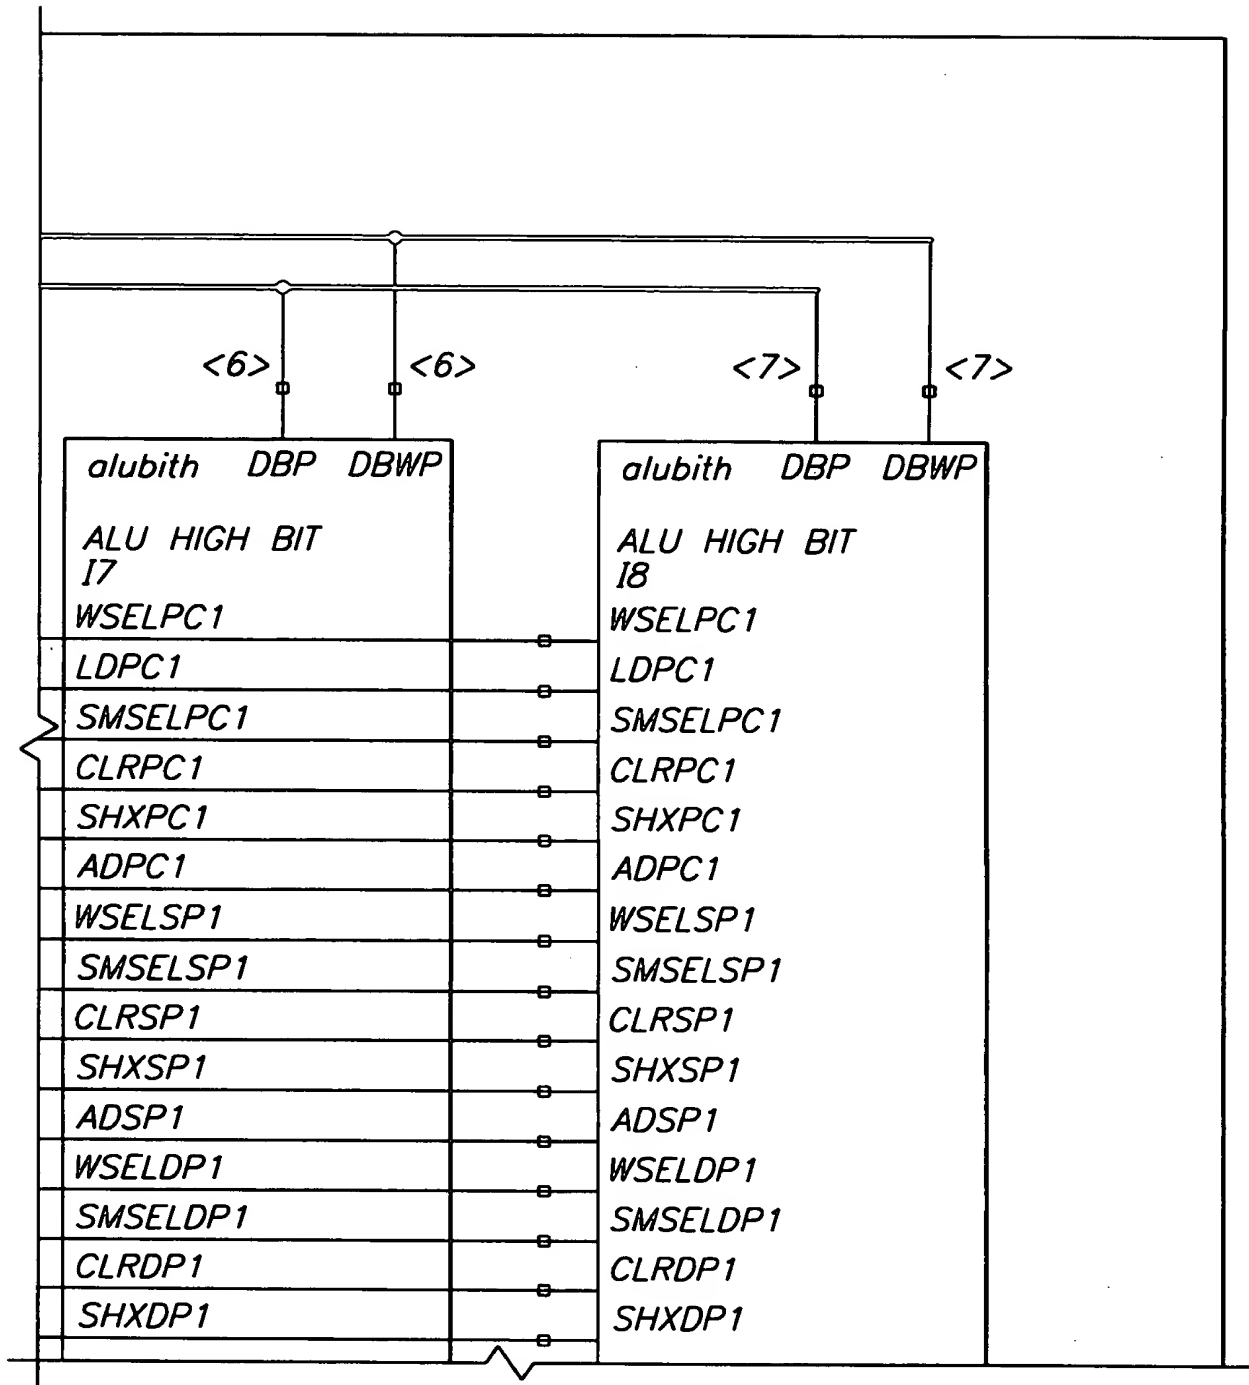 <6> <6> <7> <7>
alubith DBP DBWP
ALU HIGH BIT
I7
WSELPC1
LDPC1
SMSELPC1
CLRPC1
SHXPC1
ADPC1
WSELSP1
SMSELSP1
CLRSP1
SHXSP1
ADSP1
WSELDP1
SMSELDP1
CLRDP1
SHXDP1
alubith DBP DBWP
ALU HIGH BIT
I8
WSELPC1
LDPC1
SMSELPC1
CLRPC1
SHXPC1
ADPC1
WSELSP1
SMSELSP1
CLRSP1
SHXSP1
ADSP1
WSELDP1
SMSELDP1
CLRDP1
SHXDP1